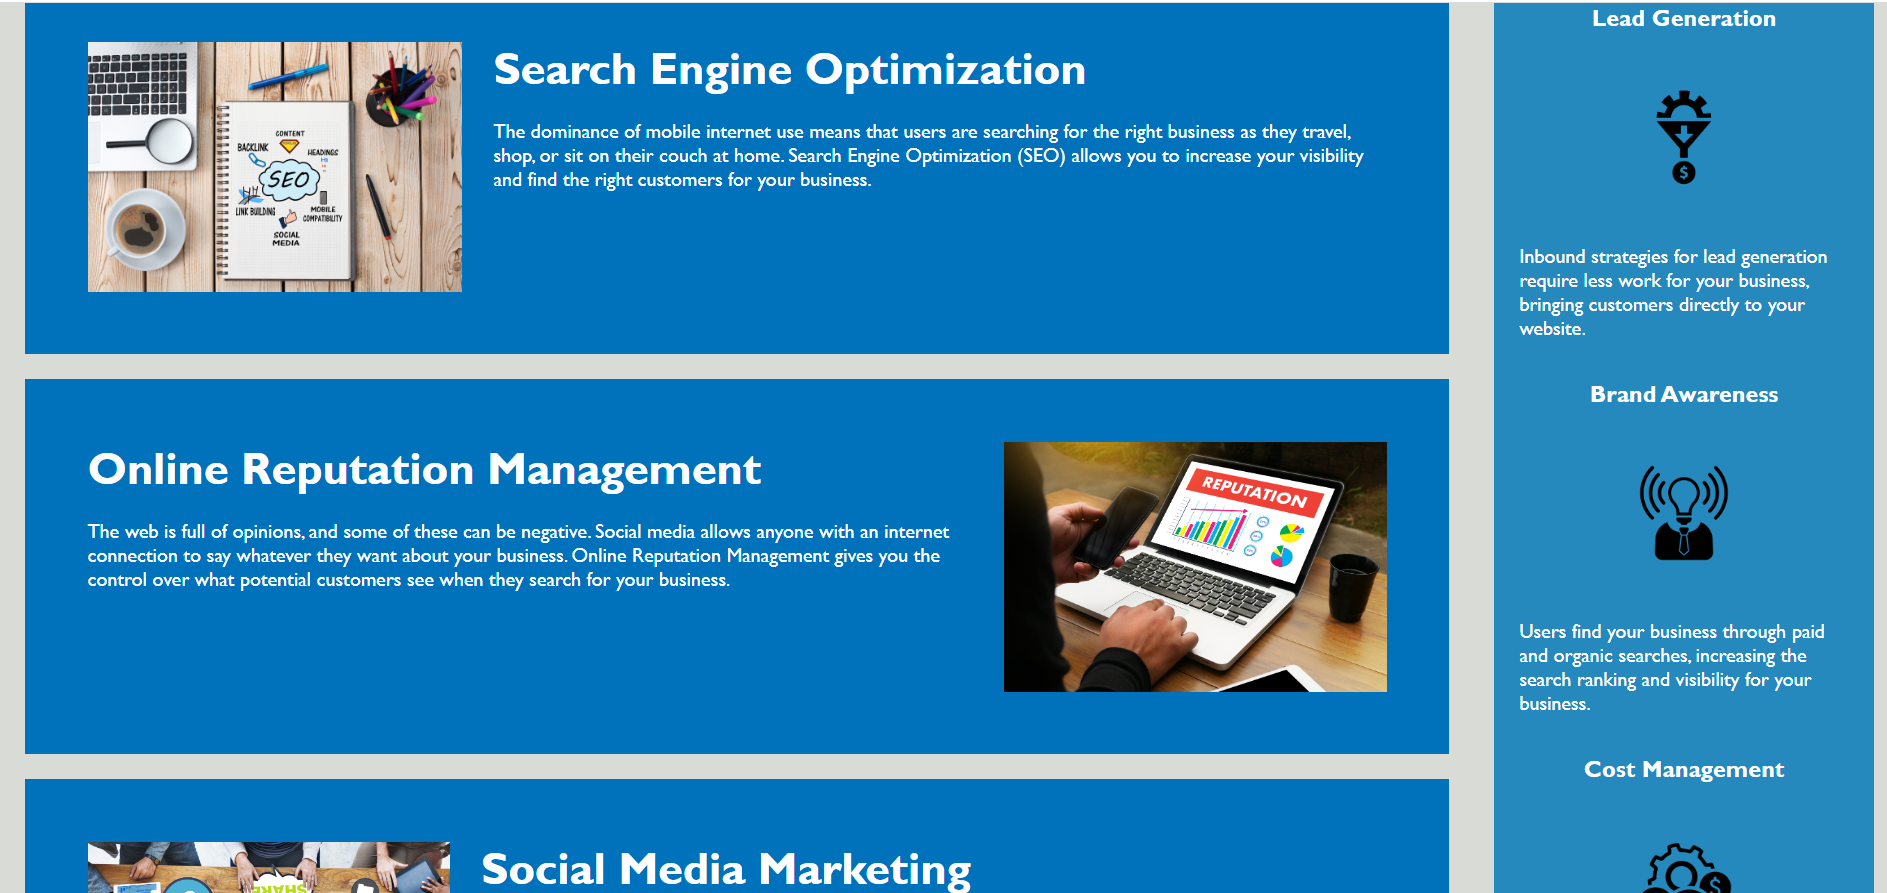 Search Engine Optimization
The dominance of mobile internet use means that users are searching for the right business as they travel,
shop, or sit on their couch at home. Search Engine Optimization (SEO) allows you to increase your visibility
and find the right customers for your business.
CONTENT
BACKLINK
HEADINGS
H1
SEO
LINK BUILDING
MOBILE
COMPATIBILITY
SOCIAL
MEDIA
Online Reputation Management
The web is full of opinions, and some of these can be negative. Social media allows anyone with an internet
connection to say whatever they want about your business. Online Reputation Management gives you the
control over what potential customers see when they search for your business.
REPUTATION
Social Media Marketing
SHARE
Lead Generation
$
Inbound strategies for lead generation
require less work for your business,
bringing customers directly to your
website.
Brand Awareness
Users find your business through paid
and organic searches, increasing the
search ranking and visibility for your
business.
Cost Management
$